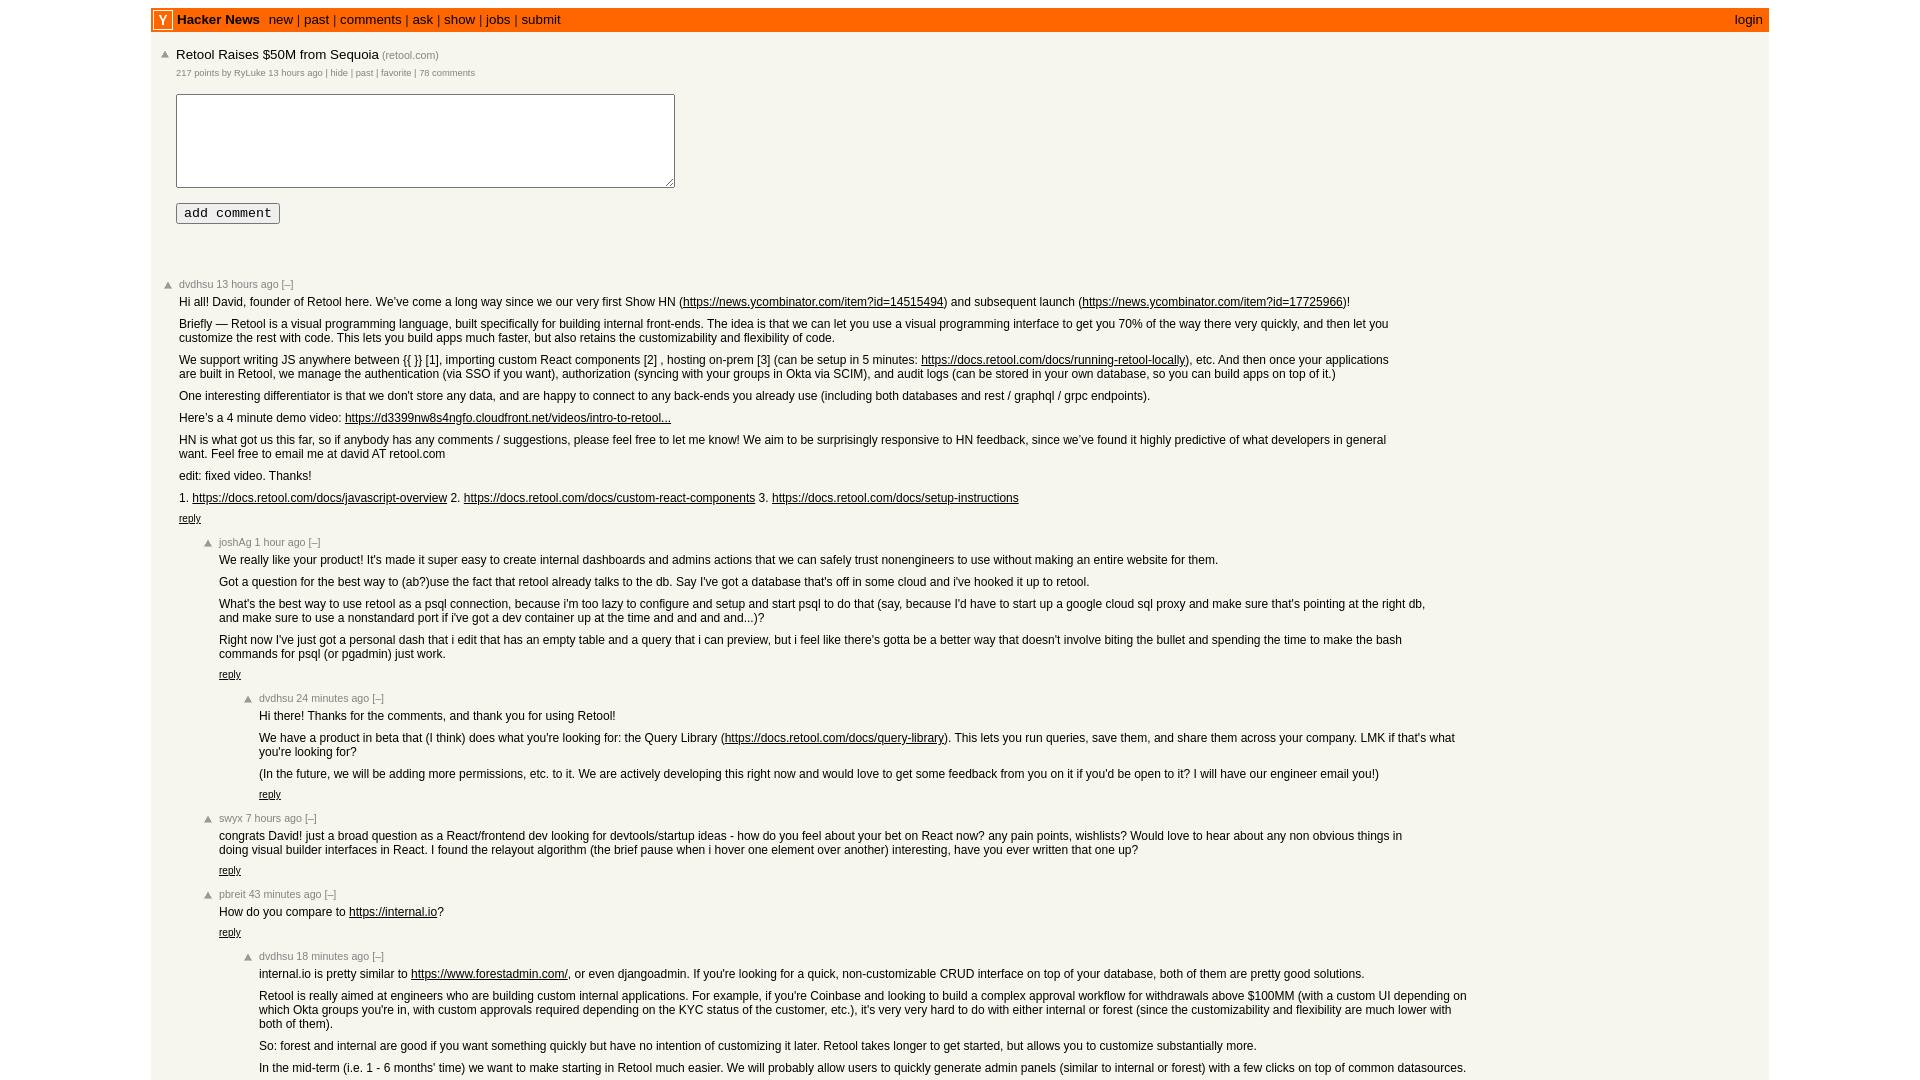 Y Hacker News new | past | comments | ask | show | jobs | submit login
Retool Raises $50M from Sequoia (retool.com)
217 points by RyLuke 13 hours ago | hide | past | favorite | 78 comments
add comment
dvdhsu 13 hours ago [–]
Hi all! David, founder of Retool here. We’ve come a long way since we our very first Show HN (https://news.ycombinator.com/item?id=14515494) and subsequent launch (https://news.ycombinator.com/item?id=17725966)!
Briefly — Retool is a visual programming language, built specifically for building internal front-ends. The idea is that we can let you use a visual programming interface to get you 70% of the way there very quickly, and then let you
customize the rest with code. This lets you build apps much faster, but also retains the customizability and flexibility of code.
We support writing JS anywhere between {{ }} [1], importing custom React components [2] , hosting on-prem [3] (can be setup in 5 minutes: https://docs.retool.com/docs/running-retool-locally), etc. And then once your applications
are built in Retool, we manage the authentication (via SSO if you want), authorization (syncing with your groups in Okta via SCIM), and audit logs (can be stored in your own database, so you can build apps on top of it.)
One interesting differentiator is that we don't store any data, and are happy to connect to any back-ends you already use (including both databases and rest / graphql / grpc endpoints).
Here’s a 4 minute demo video: https://d3399nw8s4ngfo.cloudfront.net/videos/intro-to-retool...
HN is what got us this far, so if anybody has any comments / suggestions, please feel free to let me know! We aim to be surprisingly responsive to HN feedback, since we’ve found it highly predictive of what developers in general
want. Feel free to email me at david AT retool.com
edit: fixed video. Thanks!
1. https://docs.retool.com/docs/javascript-overview 2. https://docs.retool.com/docs/custom-react-components 3. https://docs.retool.com/docs/setup-instructions
reply
joshAg 1 hour ago [–]
We really like your product! It's made it super easy to create internal dashboards and admins actions that we can safely trust nonengineers to use without making an entire website for them.
Got a question for the best way to (ab?)use the fact that retool already talks to the db. Say I've got a database that's off in some cloud and i've hooked it up to retool.
What's the best way to use retool as a psql connection, because i'm too lazy to configure and setup and start psql to do that (say, because I'd have to start up a google cloud sql proxy and make sure that's pointing at the right db,
and make sure to use a nonstandard port if i've got a dev container up at the time and and and and...)?
Right now I've just got a personal dash that i edit that has an empty table and a query that i can preview, but i feel like there's gotta be a better way that doesn't involve biting the bullet and spending the time to make the bash
commands for psql (or pgadmin) just work.
reply
dvdhsu 24 minutes ago [–]
Hi there! Thanks for the comments, and thank you for using Retool!
We have a product in beta that (I think) does what you're looking for: the Query Library (https://docs.retool.com/docs/query-library). This lets you run queries, save them, and share them across your company. LMK if that's what
you're looking for?
(In the future, we will be adding more permissions, etc. to it. We are actively developing this right now and would love to get some feedback from you on it if you'd be open to it? I will have our engineer email you!)
reply
swyx 7 hours ago [–]
congrats David! just a broad question as a React/frontend dev looking for devtools/startup ideas - how do you feel about your bet on React now? any pain points, wishlists? Would love to hear about any non obvious things in
doing visual builder interfaces in React. I found the relayout algorithm (the brief pause when i hover one element over another) interesting, have you ever written that one up?
reply
pbreit 43 minutes ago [–]
How do you compare to https://internal.io?
reply
dvdhsu 18 minutes ago [–]
internal.io is pretty similar to https://www.forestadmin.com/, or even djangoadmin. If you're looking for a quick, non-customizable CRUD interface on top of your database, both of them are pretty good solutions.
Retool is really aimed at engineers who are building custom internal applications. For example, if you're Coinbase and looking to build a complex approval workflow for withdrawals above $100MM (with a custom UI depending on
which Okta groups you're in, with custom approvals required depending on the KYC status of the customer, etc.), it's very very hard to do with either internal or forest (since the customizability and flexibility are much lower with
both of them).
So: forest and internal are good if you want something quickly but have no intention of customizing it later. Retool takes longer to get started, but allows you to customize substantially more.
In the mid-term (i.e. 1 - 6 months' time) we want to make starting in Retool much easier. We will probably allow users to quickly generate admin panels (similar to internal or forest) with a few clicks on top of common datasources.